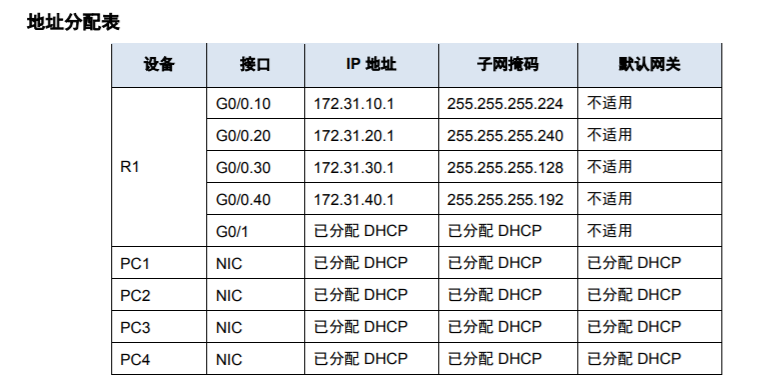 地址分配表
设备 接口 IP 地址 子网掩码 默认网关
R1 G0/0.10 172.31.10.1 255.255.255.224 不适用
G0/0.20 172.31.20.1 255.255.255.240 不适用
G0/0.30 172.31.30.1 255.255.255.128 不适用
G0/0.40 172.31.40.1 255.255.255.192 不适用
G0/1 已分配 DHCP 已分配 DHCP 不适用
PC1 NIC 已分配 DHCP 已分配 DHCP 已分配 DHCP
PC2 NIC 已分配 DHCP 已分配 DHCP 已分配 DHCP
PC3 NIC 已分配 DHCP 已分配 DHCP 已分配 DHCP
PC4 NIC 已分配 DHCP 已分配 DHCP 已分配 DHCP